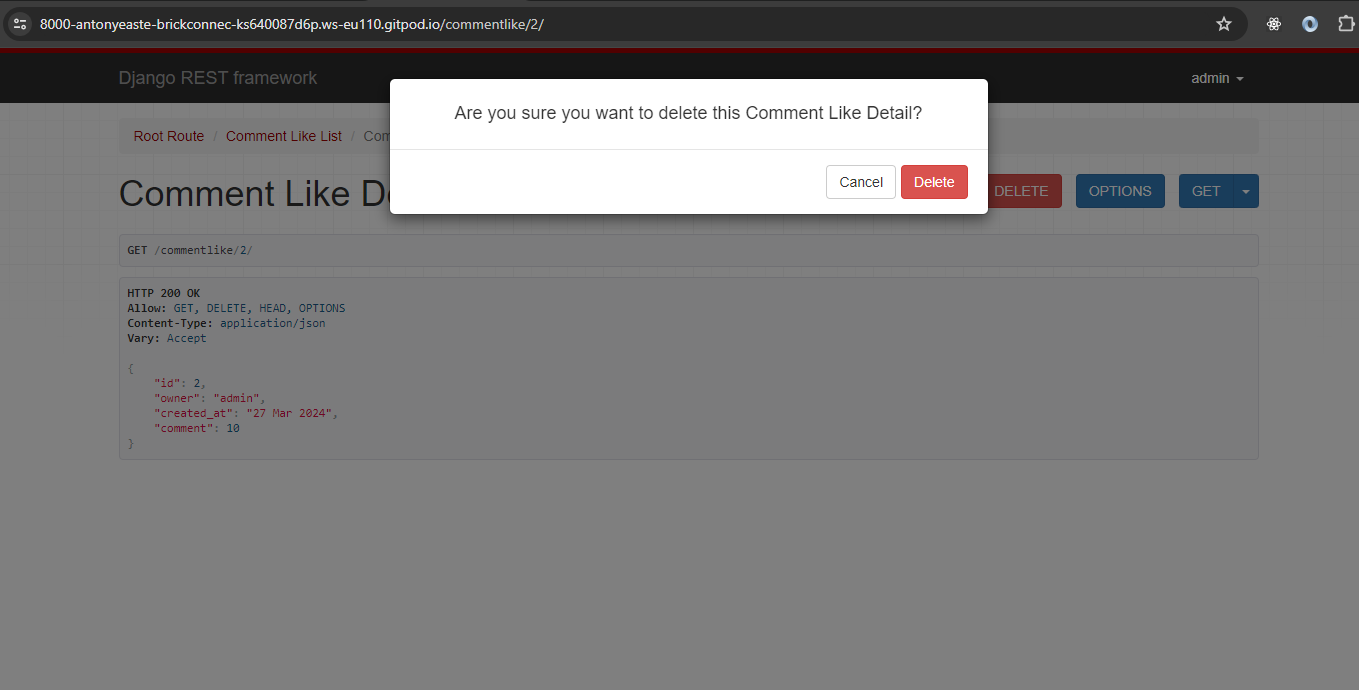 8000-antonyeaste-brickconnec-ks640087d6p.ws-eu110.gitpod.io/commentlike/2/
Django REST framework
admin
Are you sure you want to delete this Comment Like Detail?
Cancel Delete
Root Route / Comment Like List / Com
Comment Like De
DELETE OPTIONS GET
GET /commentlike/2/
HTTP 200 OK
Allow: GET, DELETE, HEAD, OPTIONS
Content-Type: application/json
Vary: Accept
{
"id": 2,
"owner": "admin",
"created_at": "27 Mar 2024",
"comment": 10
}